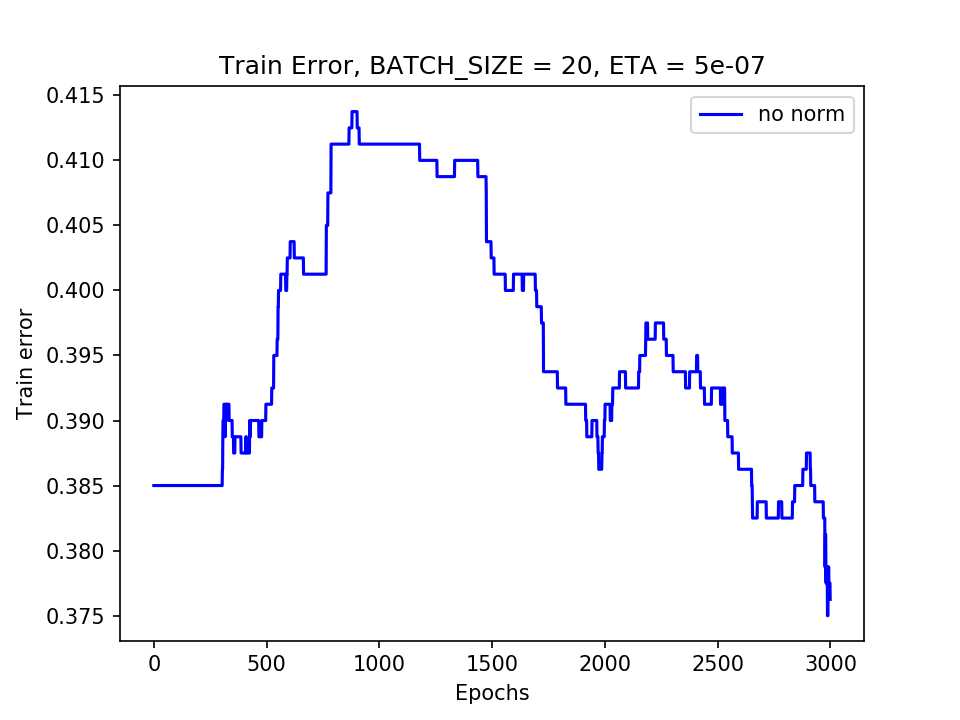 Train Error, BATCH_SIZE = 20, ETA = 5e-07
no norm
Train error
0.415
0.410
0.405
0.400
0.395
0.390
0.385
0.380
0.375
0 500 1000 1500 2000 2500 3000
Epochs